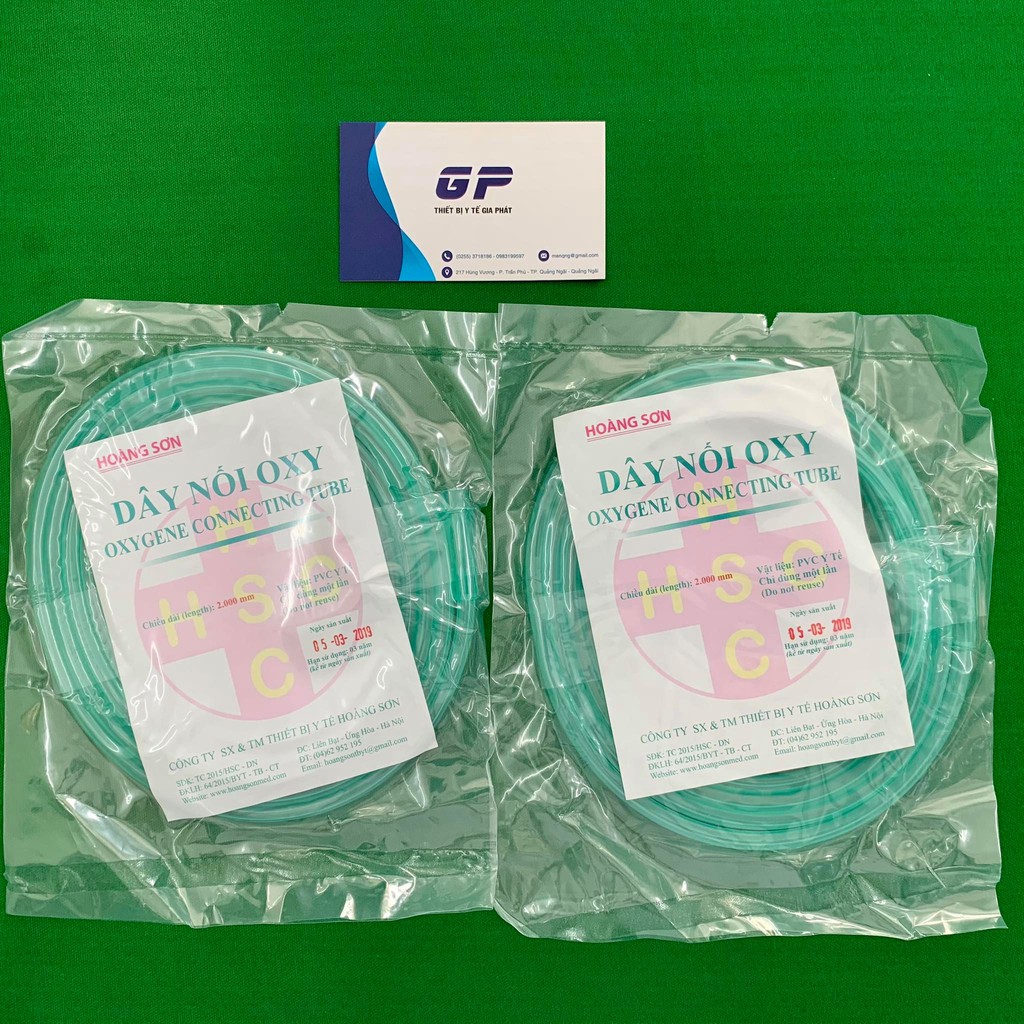 GP
THIẾT BỊ Y TẾ GIA PHÁT
(0255) 3718188 - 0983199597
menqng@gmail.com
217 Hùng Vương - P. Trần Phú - TP. Quảng Ngãi - Quảng Ngãi
HOÀNG SƠN
DÂY NỐI OXY
OXYGENE CONNECTING TUBE
H
H S C
C
Chiều dài (length): 2.000 mm
Vật liệu: PVC Y T
dùng một lần
(Do not reuse)
Ngày sản xuất
05-03-2019
Hạn sử dụng: 03 năm
(kể từ ngày sản xuất)
CÔNG TY SX & TM THIẾT BỊ Y TẾ HOÀNG SƠN
SĐK: TC 2015/HSC - DN
ĐKLH: 64/2015/BYT - TB - CT
Website: www.hoangsonmed.com
ĐC: Liên Bạt - Ứng Hòa - Hà Nội
ĐT: (04)62 952 195
Email: hoangsontbyt@gmail.com
HOÀNG SƠN
DÂY NỐI OXY
OXYGENE CONNECTING TUBE
H
H S C
C
Chiều dài (length): 2.000 mm
Vật liệu: PVC Y Tế
Chỉ dùng một lần
(Do not reuse)
Ngày sản xuất
05-03-2019
Hạn sử dụng: 03 năm
(kể từ ngày sản xuất)
CÔNG TY SX & TM THIẾT BỊ Y TẾ HOÀNG SƠN
SĐK: TC 2015/HSC - DN
ĐKLH: 64/2015/BYT - TB - CT
Website: www.hoangsonmed.com
ĐC: Liên Bạt - Ứng Hòa - Hà Nội
ĐT: (04)62 952 195
Email: hoangsontbyt@gmail.com